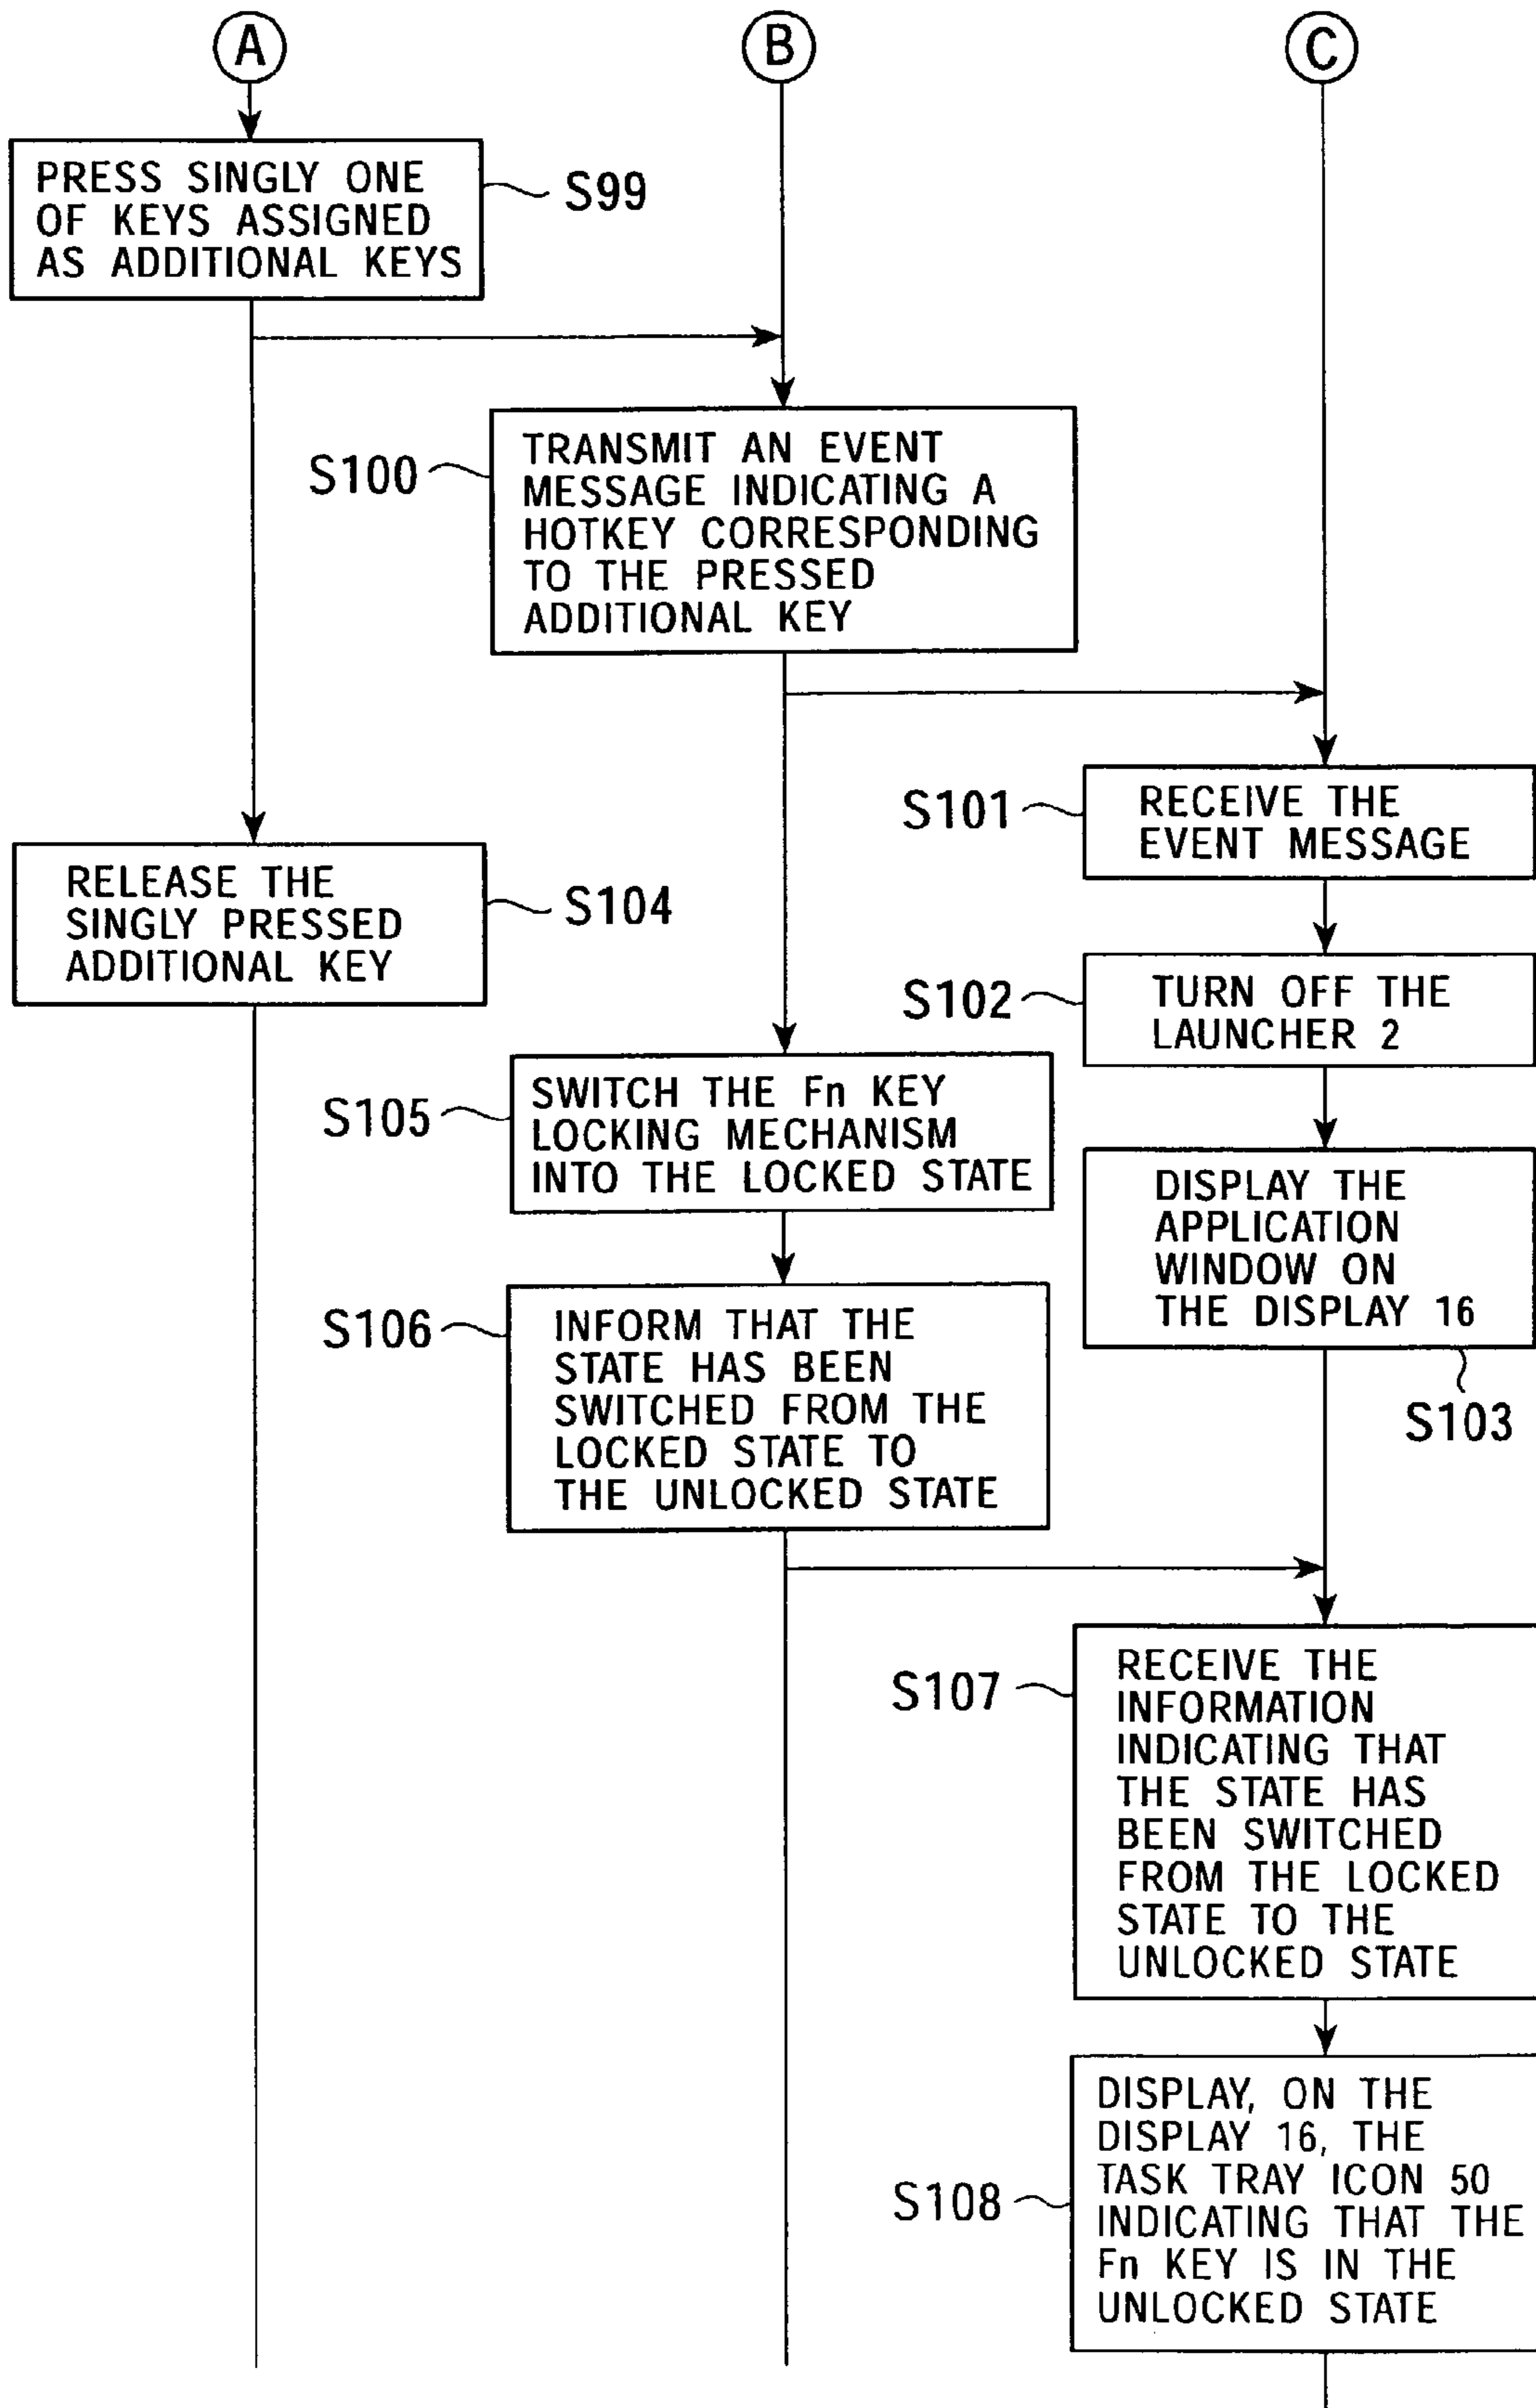 A
B
C
PRESS SINGLY ONE
OF KEYS ASSIGNED
AS ADDITIONAL KEYS
S99
S100
TRANSMIT AN EVENT
MESSAGE INDICATING A
HOTKEY CORRESPONDING
TO THE PRESSED
ADDITIONAL KEY
S101
RECEIVE THE
EVENT MESSAGE
RELEASE THE
SINGLY PRESSED
ADDITIONAL KEY
S104
S102
TURN OFF THE
LAUNCHER 2
S105
SWITCH THE Fn KEY
LOCKING MECHANISM
INTO THE LOCKED STATE
DISPLAY THE
APPLICATION
WINDOW ON
THE DISPLAY 16
S103
S106
INFORM THAT THE
STATE HAS BEEN
SWITCHED FROM THE
LOCKED STATE TO
THE UNLOCKED STATE
S107
RECEIVE THE
INFORMATION
INDICATING THAT
THE STATE HAS
BEEN SWITCHED
FROM THE LOCKED
STATE TO THE
UNLOCKED STATE
S108
DISPLAY, ON THE
DISPLAY 16, THE
TASK TRAY ICON 50
INDICATING THAT THE
Fn KEY IS IN THE
UNLOCKED STATE